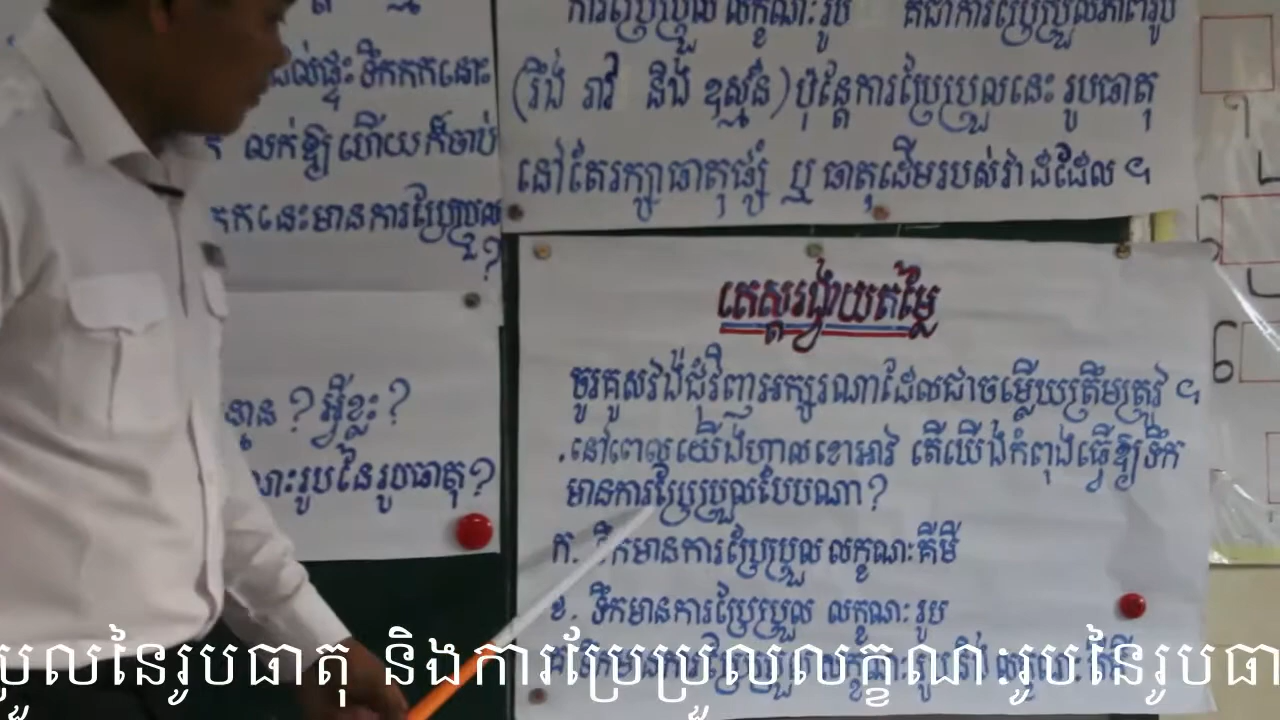 ការប្រែប្រួល លក្ខណៈរូប គឺជាការប្រែប្រួលភាពរូប
(រឹង រាវ និង ឧស្ម័ន) ប៉ុន្តែការប្រែប្រួលនេះ រូបធាតុ
នៅតែរក្សាធាតុផ្សំ ឬ ធាតុដើមរបស់វាដដែល ។
ផ្ទុះ ទឹកកកនោះ
លក់ឱ្យ ហើយក៏ចាប់
កកនេះមានការប្រែប្រួល
?
? អ្វីខ្លះ ?
រូបនៃរូបធាតុ?
តេស្តវាយតម្លៃ
ចូរគូសរង្វង់ជុំវិញអក្សរណាដែលជាចម្លើយត្រឹមត្រូវ ។
.នៅពេលយើងហាលខោអាវ តើយើងកំពុងធ្វើឱ្យទឹក
មានការប្រែប្រួលបែបណា?
ក. ទឹកមានការប្រែប្រួល លក្ខណៈគីមី
ខ. ទឹកមានការប្រែប្រួល លក្ខណៈរូប
6
ប្រួលនៃរូបធាតុ និងការប្រែប្រួលលក្ខណៈរូបនៃរូបធា